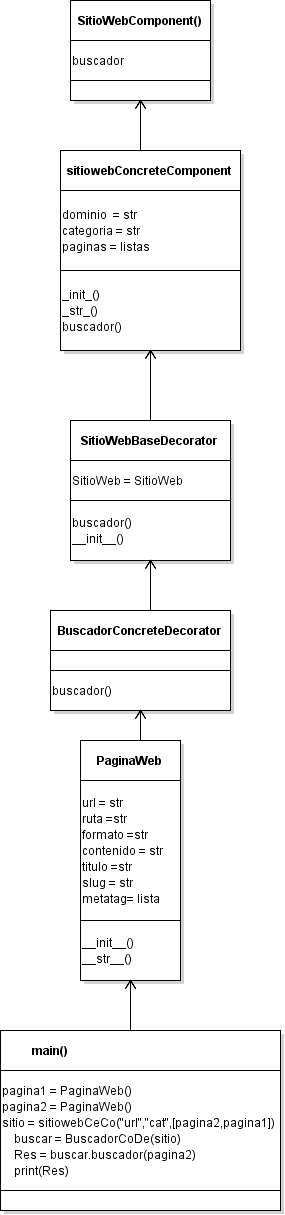 SitioWebComponent()
buscador
sitiowebConcreteComponent
dominio = str
categoria = str
paginas = listas
_init_()
_str_()
buscador()
SitioWebBaseDecorator
SitioWeb = SitioWeb
buscador()
__init__()
BuscadorConcreteDecorator
buscador()
PaginaWeb
url = str
ruta =str
formato =str
contenido = str
titulo =str
slug = str
metatag= lista
__init__()
__str__()
main()
pagina1 = PaginaWeb()
pagina2 = PaginaWeb()
sitio = sitiowebCeCo("url","cat",[pagina2,pagina1])
buscar = BuscadorCoDe(sitio)
Res = buscar.buscador(pagina2)
print(Res)